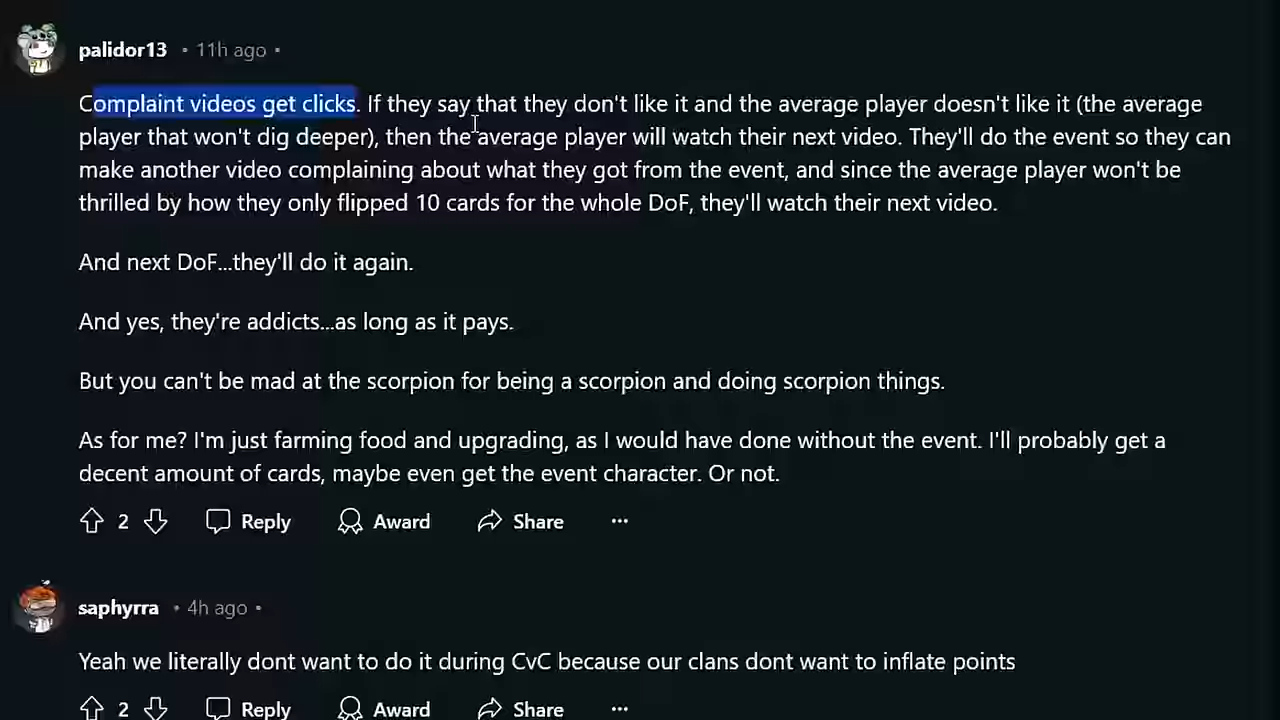 palidor13 • 11h ago •
Complaint videos get clicks. If they say that they don't like it and the average player doesn't like it (the average
player that won't dig deeper), then the average player will watch their next video. They'll do the event so they can
make another video complaining about what they got from the event, and since the average player won't be
thrilled by how they only flipped 10 cards for the whole DoF, they'll watch their next video.
And next DoF...they'll do it again.
And yes, they're addicts...as long as it pays.
But you can't be mad at the scorpion for being a scorpion and doing scorpion things.
As for me? I'm just farming food and upgrading, as I would have done without the event. I'll probably get a
decent amount of cards, maybe even get the event character. Or not.
2 Reply Award Share ...
saphyrra • 4h ago •
Yeah we literally dont want to do it during CvC because our clans dont want to inflate points
2 Reply Award Share ...